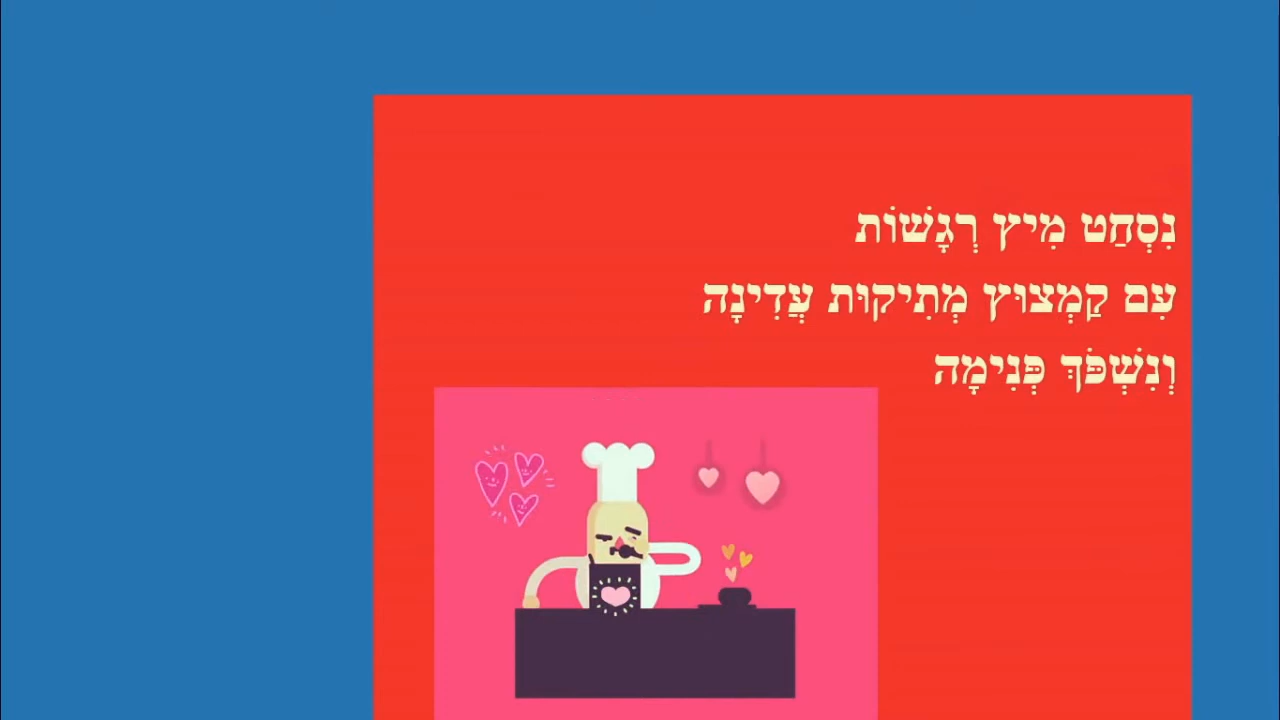 נִסְחַט מִיץ רְגָשׁוֹת
עִם קַמְצוּץ מְתִיקוּת עֲדִינָה
וְנִשְׁפֹּךְ פְּנִימָה